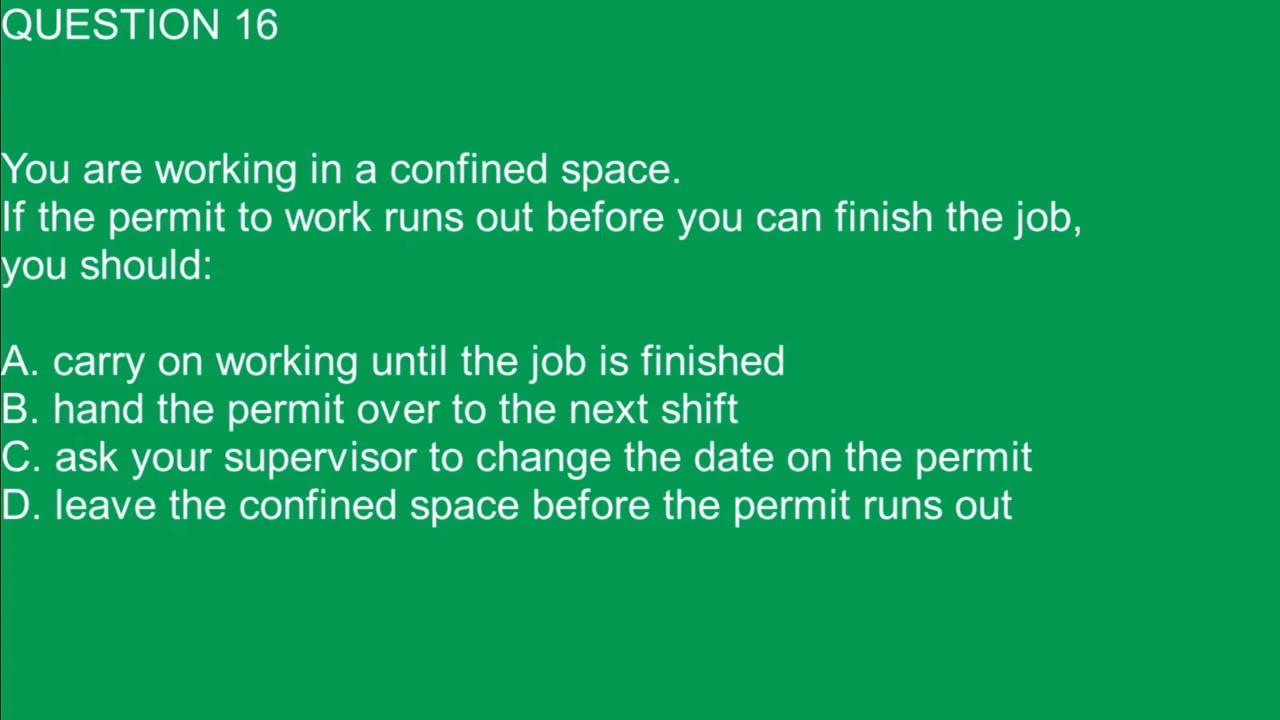 QUESTION 16
You are working in a confined space.
If the permit to work runs out before you can finish the job,
you should:
A. carry on working until the job is finished
B. hand the permit over to the next shift
C. ask your supervisor to change the date on the permit
D. leave the confined space before the permit runs out